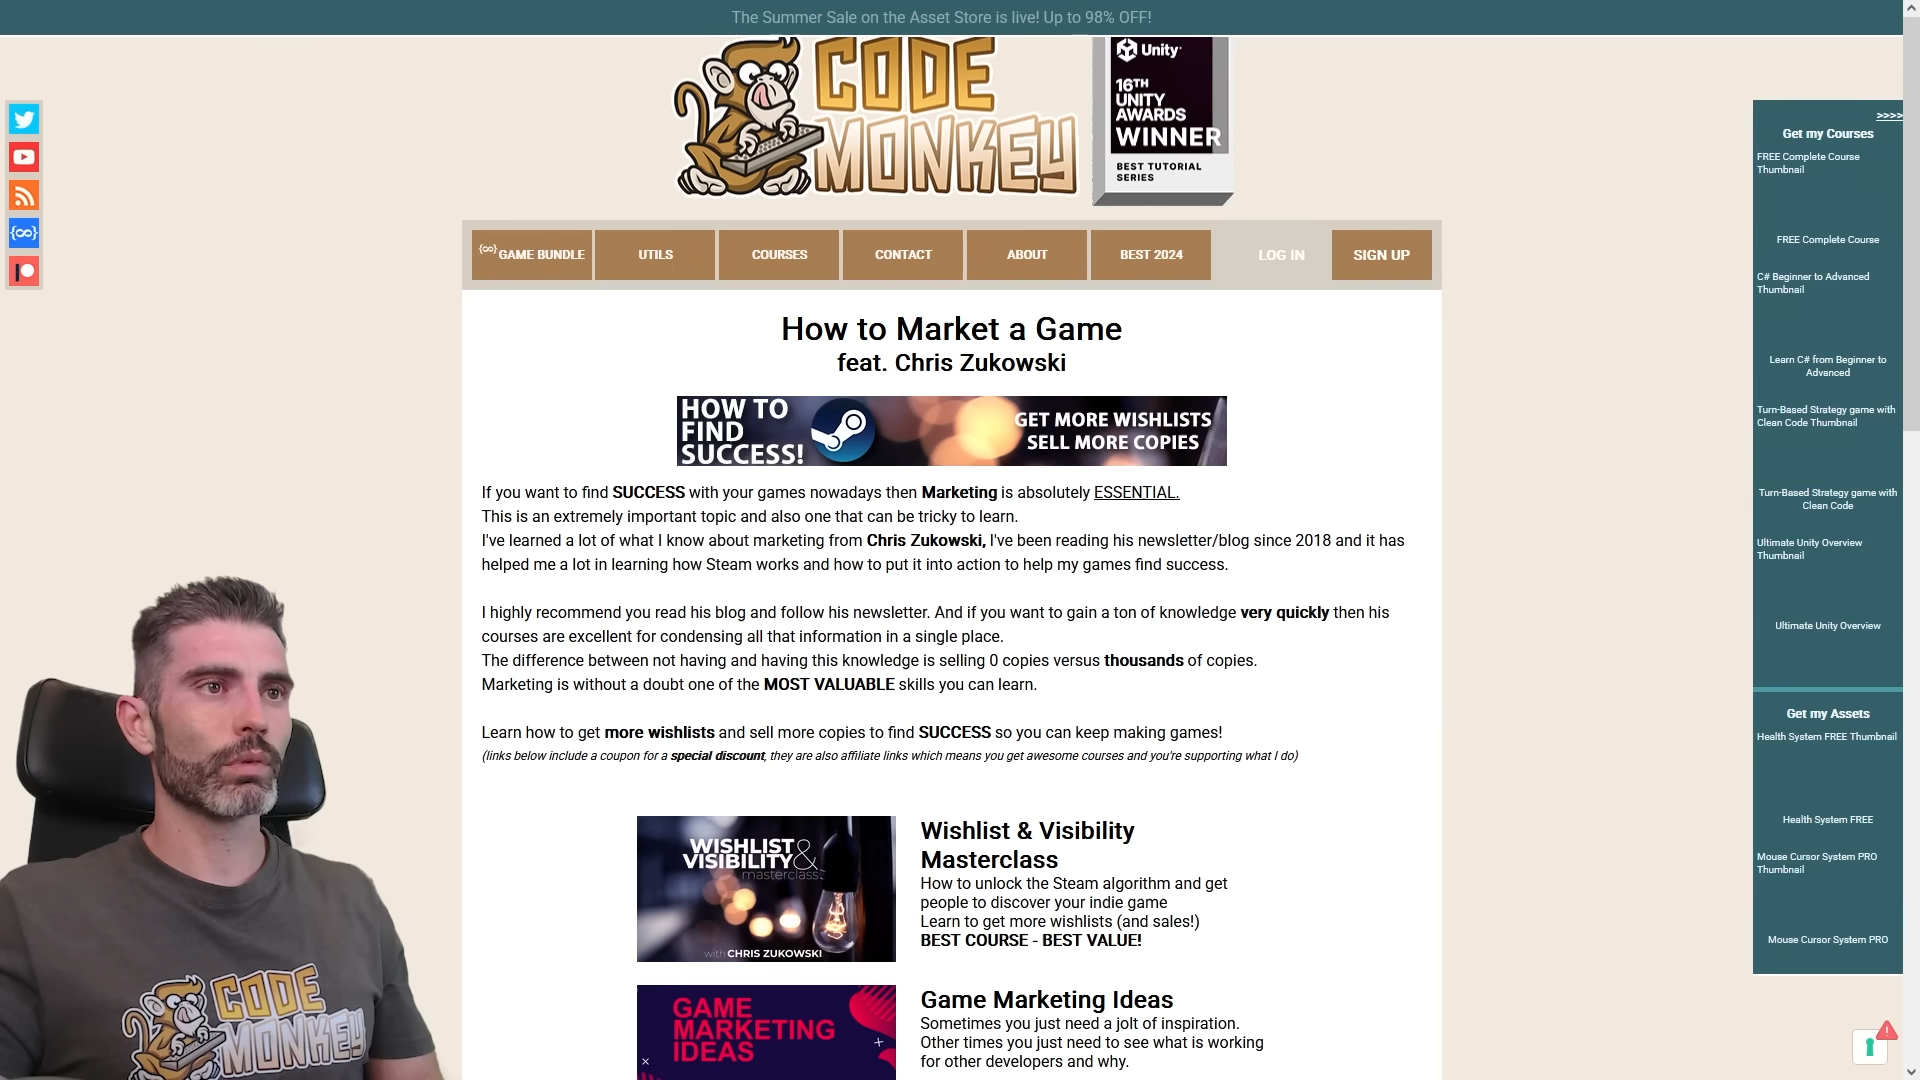 The Summer Sale on the Asset Store is live! Up to 98% OFF!
CODE
MONKEY
Unity
16TH
UNITY
AWARDS
WINNER
BEST TUTORIAL
SERIES
GAME BUNDLE
UTILS
COURSES
CONTACT
ABOUT
BEST 2024
LOG IN
SIGN UP
How to Market a Game
feat. Chris Zukowski
HOW TO
FIND
SUCCESS!
GET MORE WISHLISTS
SELL MORE COPIES
If you want to find SUCCESS with your games nowadays then Marketing is absolutely ESSENTIAL.
This is an extremely important topic and also one that can be tricky to learn.
I've learned a lot of what I know about marketing from Chris Zukowski, I've been reading his newsletter/blog since 2018 and it has
helped me a lot in learning how Steam works and how to put it into action to help my games find success.
I highly recommend you read his blog and follow his newsletter. And if you want to gain a ton of knowledge very quickly then his
courses are excellent for condensing all that information in a single place.
The difference between not having and having this knowledge is selling 0 copies versus thousands of copies.
Marketing is without a doubt one of the MOST VALUABLE skills you can learn.
Learn how to get more wishlists and sell more copies to find SUCCESS so you can keep making games!
(links below include a coupon for a special discount, they are also affiliate links which means you get awesome courses and you're supporting what I do)
WISHLIST &
VISIBILITY
masterclass
with CHRIS ZUKOWSKI
Wishlist & Visibility
Masterclass
How to unlock the Steam algorithm and get
people to discover your indie game
Learn to get more wishlists (and sales!)
BEST COURSE - BEST VALUE!
GAME
MARKETING
IDEAS
Game Marketing Ideas
Sometimes you just need a jolt of inspiration.
Other times you just need to see what is working
for other developers and why.
>>>>
Get my Courses
FREE Complete Course
Thumbnail
FREE Complete Course
C# Beginner to Advanced
Thumbnail
Learn C# from Beginner to
Advanced
Turn-Based Strategy game with
Clean Code Thumbnail
Turn-Based Strategy game with
Clean Code
Ultimate Unity Overview
Thumbnail
Ultimate Unity Overview
Get my Assets
Health System FREE Thumbnail
Health System FREE
Mouse Cursor System PRO
Thumbnail
Mouse Cursor System PRO
CODE
MONKEY